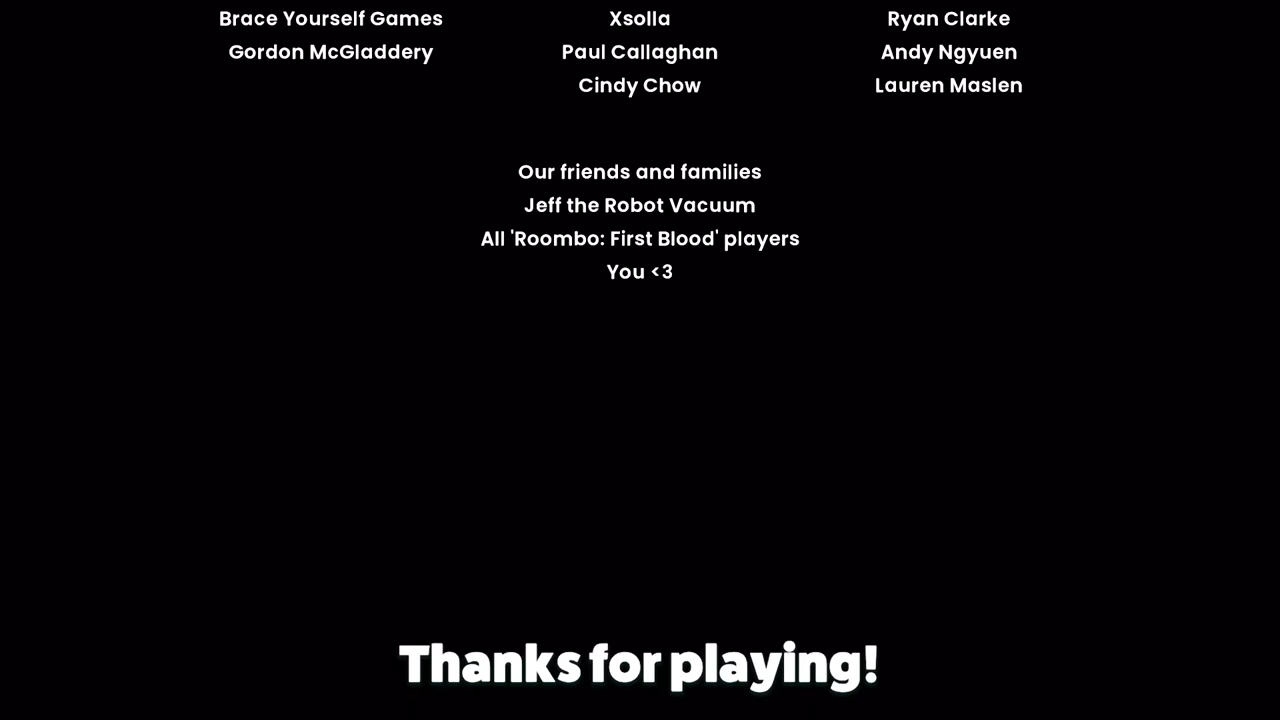 Brace Yourself Games Xsolla Ryan Clarke
Gordon McGladdery Paul Callaghan Andy Ngyuen
Cindy Chow Lauren Maslen
Our friends and families
Jeff the Robot Vacuum
All 'Roombo: First Blood' players
You <3
Thanks for playing!